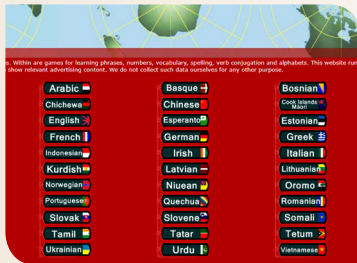 s. Within are games for learning phrases, numbers, vocabulary, spelling, verb conjugation and alphabets. This website run
show relevant advertising content. We do not collect such data ourselves for any other purpose.
Arabic Basque Bosnian
Chichewa Chinese Cook Islands Māori
English Esperanto Estonian
French German Greek
Indonesian Irish Italian
Kurdish Latvian Lithuanian
Norwegian Niuean Oromo
Portuguese Quechua Romanian
Slovak Slovene Somali
Tamil Tatar Tetum
Ukrainian Urdu Vietnamese